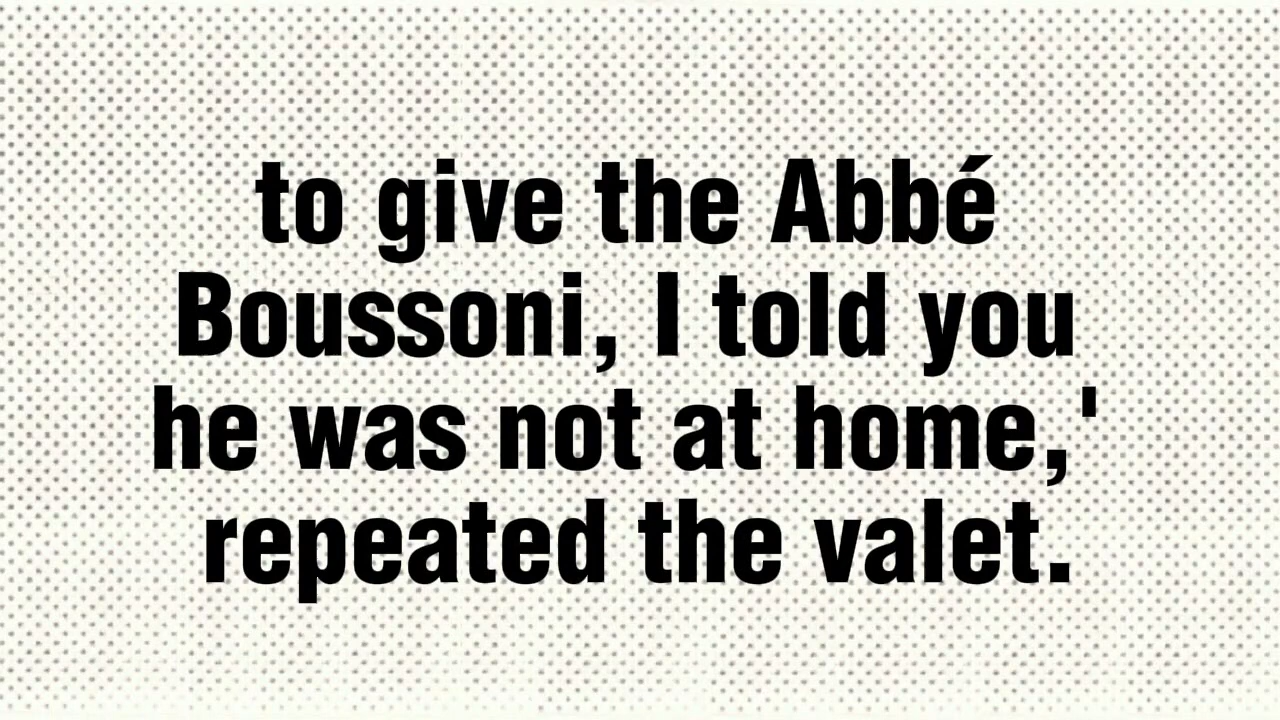 to give the Abbé
Boussoni, I told you
he was not at home,'
repeated the valet.